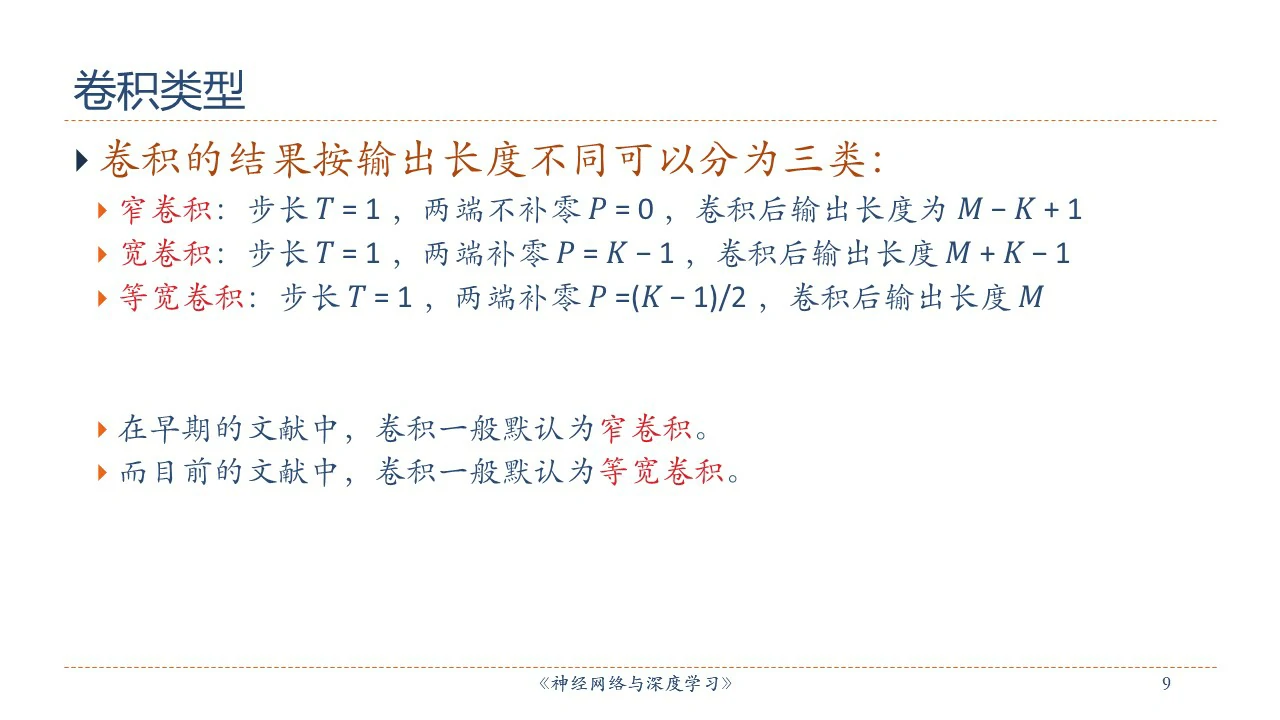 卷积类型
卷积的结果按输出长度不同可以分为三类：
窄卷积：步长 T = 1 ，两端不补零 P = 0 ，卷积后输出长度为 M − K + 1
宽卷积：步长 T = 1 ，两端补零 P = K − 1 ，卷积后输出长度 M + K − 1
等宽卷积：步长 T = 1 ，两端补零 P =(K − 1)/2 ，卷积后输出长度 M
在早期的文献中，卷积一般默认为窄卷积。
而目前的文献中，卷积一般默认为等宽卷积。
《神经网络与深度学习》
9